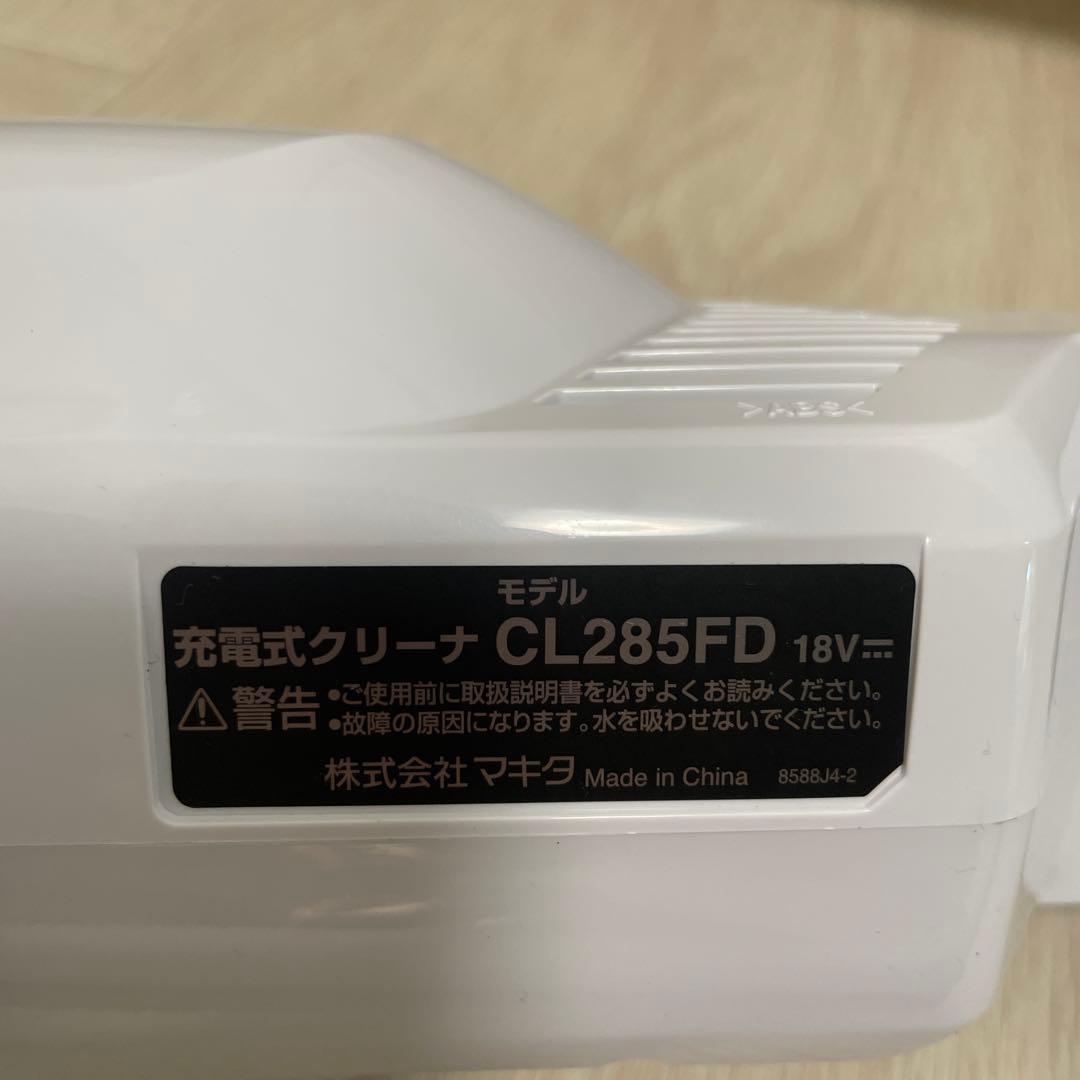 >ABS<
モデル
充電式クリーナ CL285FD 18V⎓
⚠警告 •ご使用前に取扱説明書を必ずよくお読みください。
•故障の原因になります。水を吸わせないでください。
株式会社 マキタ Made in China 8588J4-2